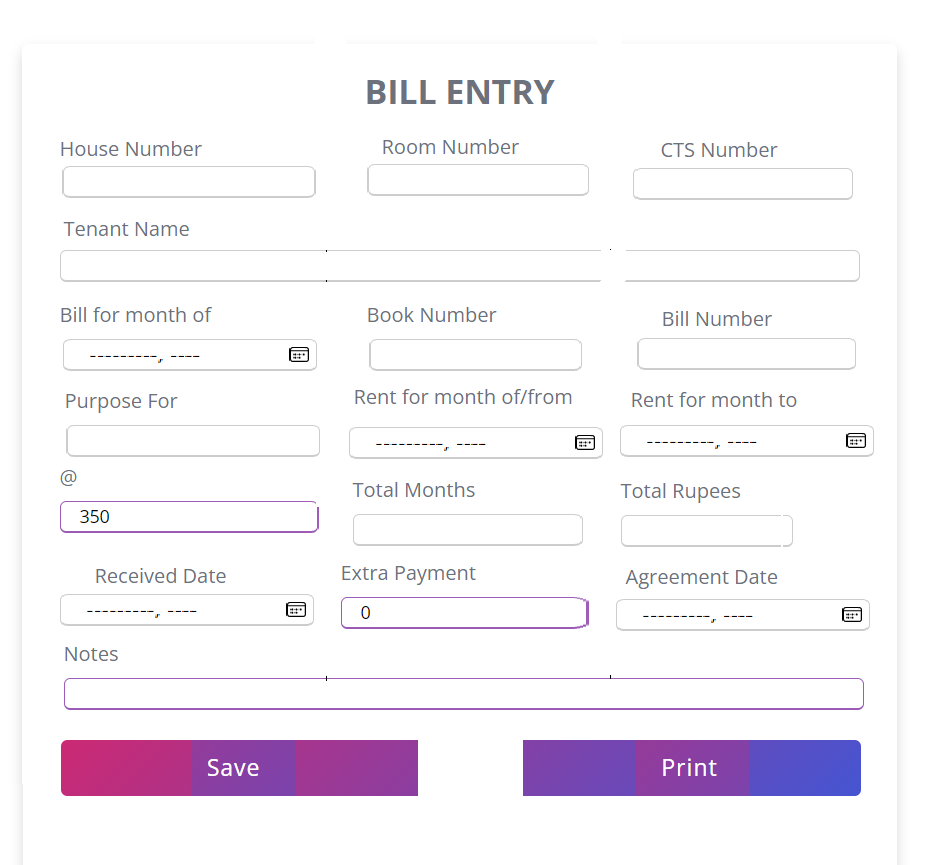 BILL ENTRY
House Number Room Number CTS Number
Tenant Name
Bill for month of Book Number Bill Number
---------, ----
Purpose For Rent for month of/from Rent for month to
---------, ---- ---------, ----
@
350
Total Months Total Rupees
Received Date Extra Payment Agreement Date
---------, ---- 0 ---------, ----
Notes
Save Print